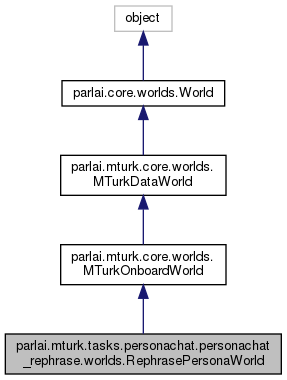 object
parlai.core.worlds.World
parlai.mturk.core.worlds.
MTurkDataWorld
parlai.mturk.core.worlds.
MTurkOnboardWorld
parlai.mturk.tasks.personachat.personachat
_rephrase.worlds.RephrasePersonaWorld